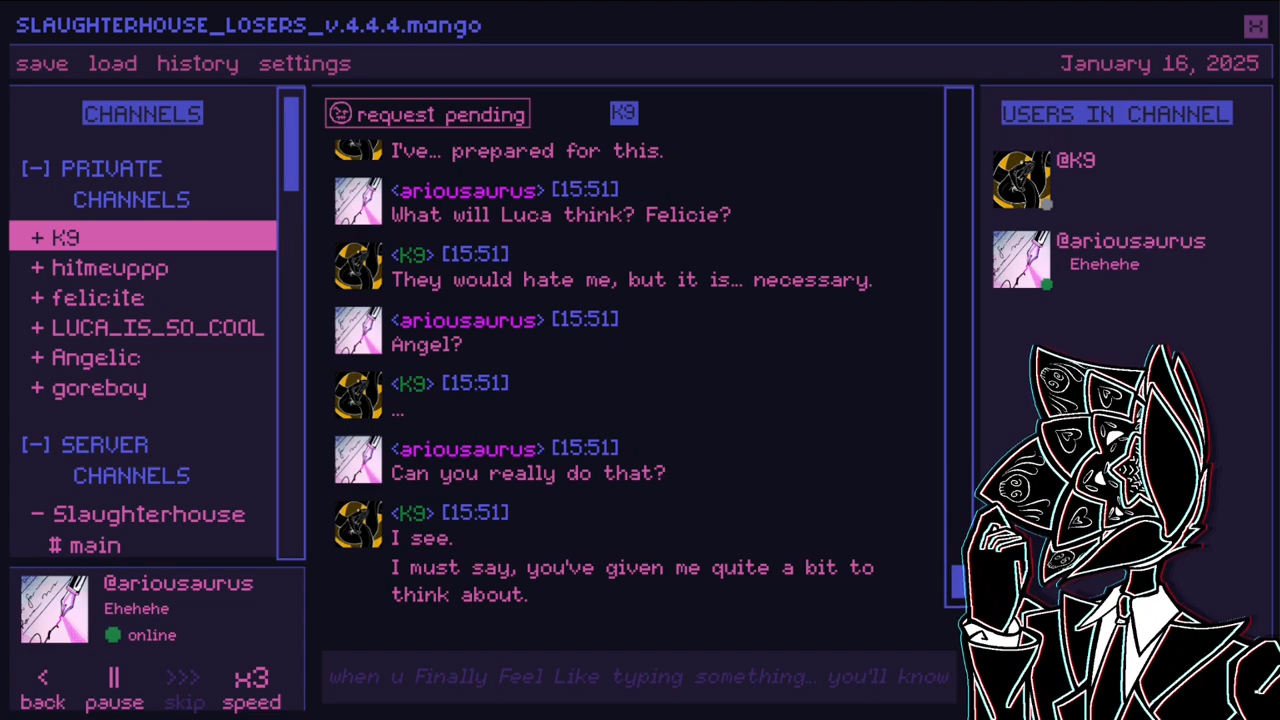 SLAUGHTERHOUSE_LOSERS_v.4.4.4.mango
x
save load history settings
January 16, 2025
CHANNELS
[-] PRIVATE
CHANNELS
+ K9
+ hitmeuppp
+ felicite
+ LUCA_IS_SO_COOL
+ Angelic
+ goreboy
[-] SERVER
CHANNELS
- Slaughterhouse
# main
@ariousaurus
Ehehehe
online
< || >>> x3
back pause skip speed
request pending
K9
I've... prepared for this.
<ariousaurus> [15:51]
What will Luca think? Felicie?
<K9> [15:51]
They would hate me, but it is... necessary.
<ariousaurus> [15:51]
Angel?
<K9> [15:51]
...
<ariousaurus> [15:51]
Can you really do that?
<K9> [15:51]
I see.
I must say, you've given me quite a bit to
think about.
when u Finally Feel Like typing something... you'll know
USERS IN CHANNEL
@K9
@ariousaurus
Ehehehe